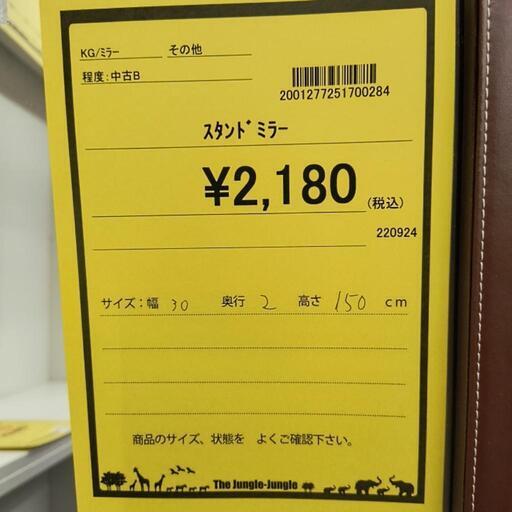 KG/ミラー その他
程度:中古B
2001277251700284
スタンドミラー
¥2,180(税込)
220924
サイズ:幅 30 奥行 2 高さ 150 cm
商品のサイズ、状態を よくご確認下さい。
The Jungle-Jungle